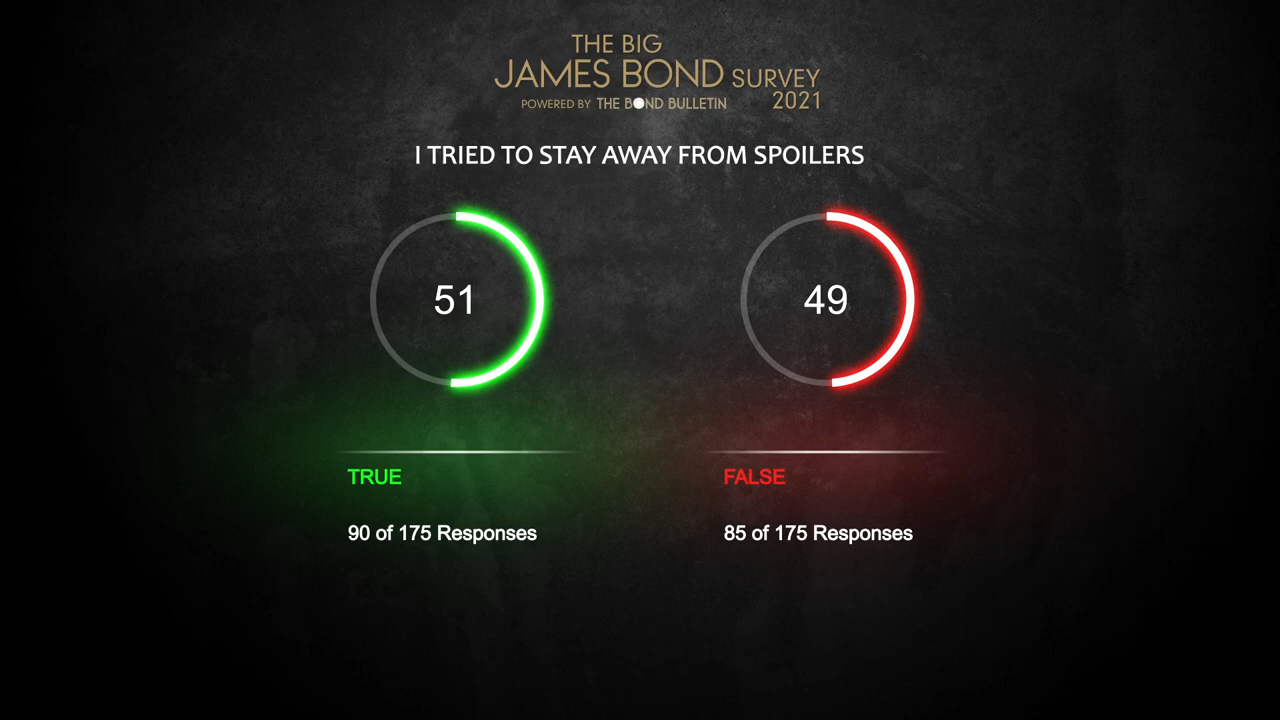 THE BIG
JAMES BOND SURVEY
POWERED BY THE BOND BULLETIN 2021
I TRIED TO STAY AWAY FROM SPOILERS
51 49
TRUE FALSE
90 of 175 Responses 85 of 175 Responses